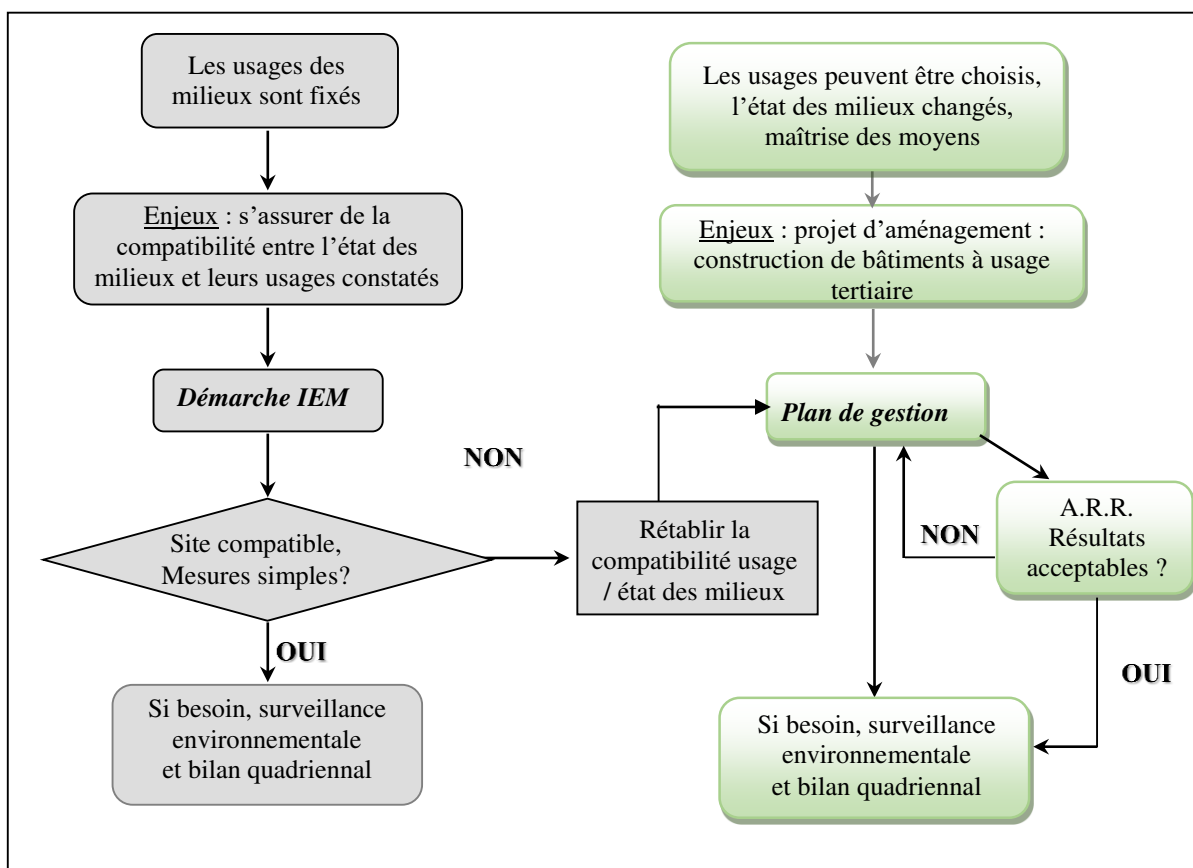 Les usages des
milieux sont fixés
Enjeux : s’assurer de la
compatibilité entre l’état des
milieux et leurs usages constatés
Démarche IEM
Site compatible,
Mesures simples?
OUI
Si besoin, surveillance
environnementale
et bilan quadriennal
NON
Rétablir la
compatibilité usage
/ état des milieux
Les usages peuvent être choisis,
l’état des milieux changés,
maîtrise des moyens
Enjeux : projet d’aménagement :
construction de bâtiments à usage
tertiaire
Plan de gestion
A.R.R.
Résultats
acceptables ?
NON
OUI
Si besoin, surveillance
environnementale
et bilan quadriennal